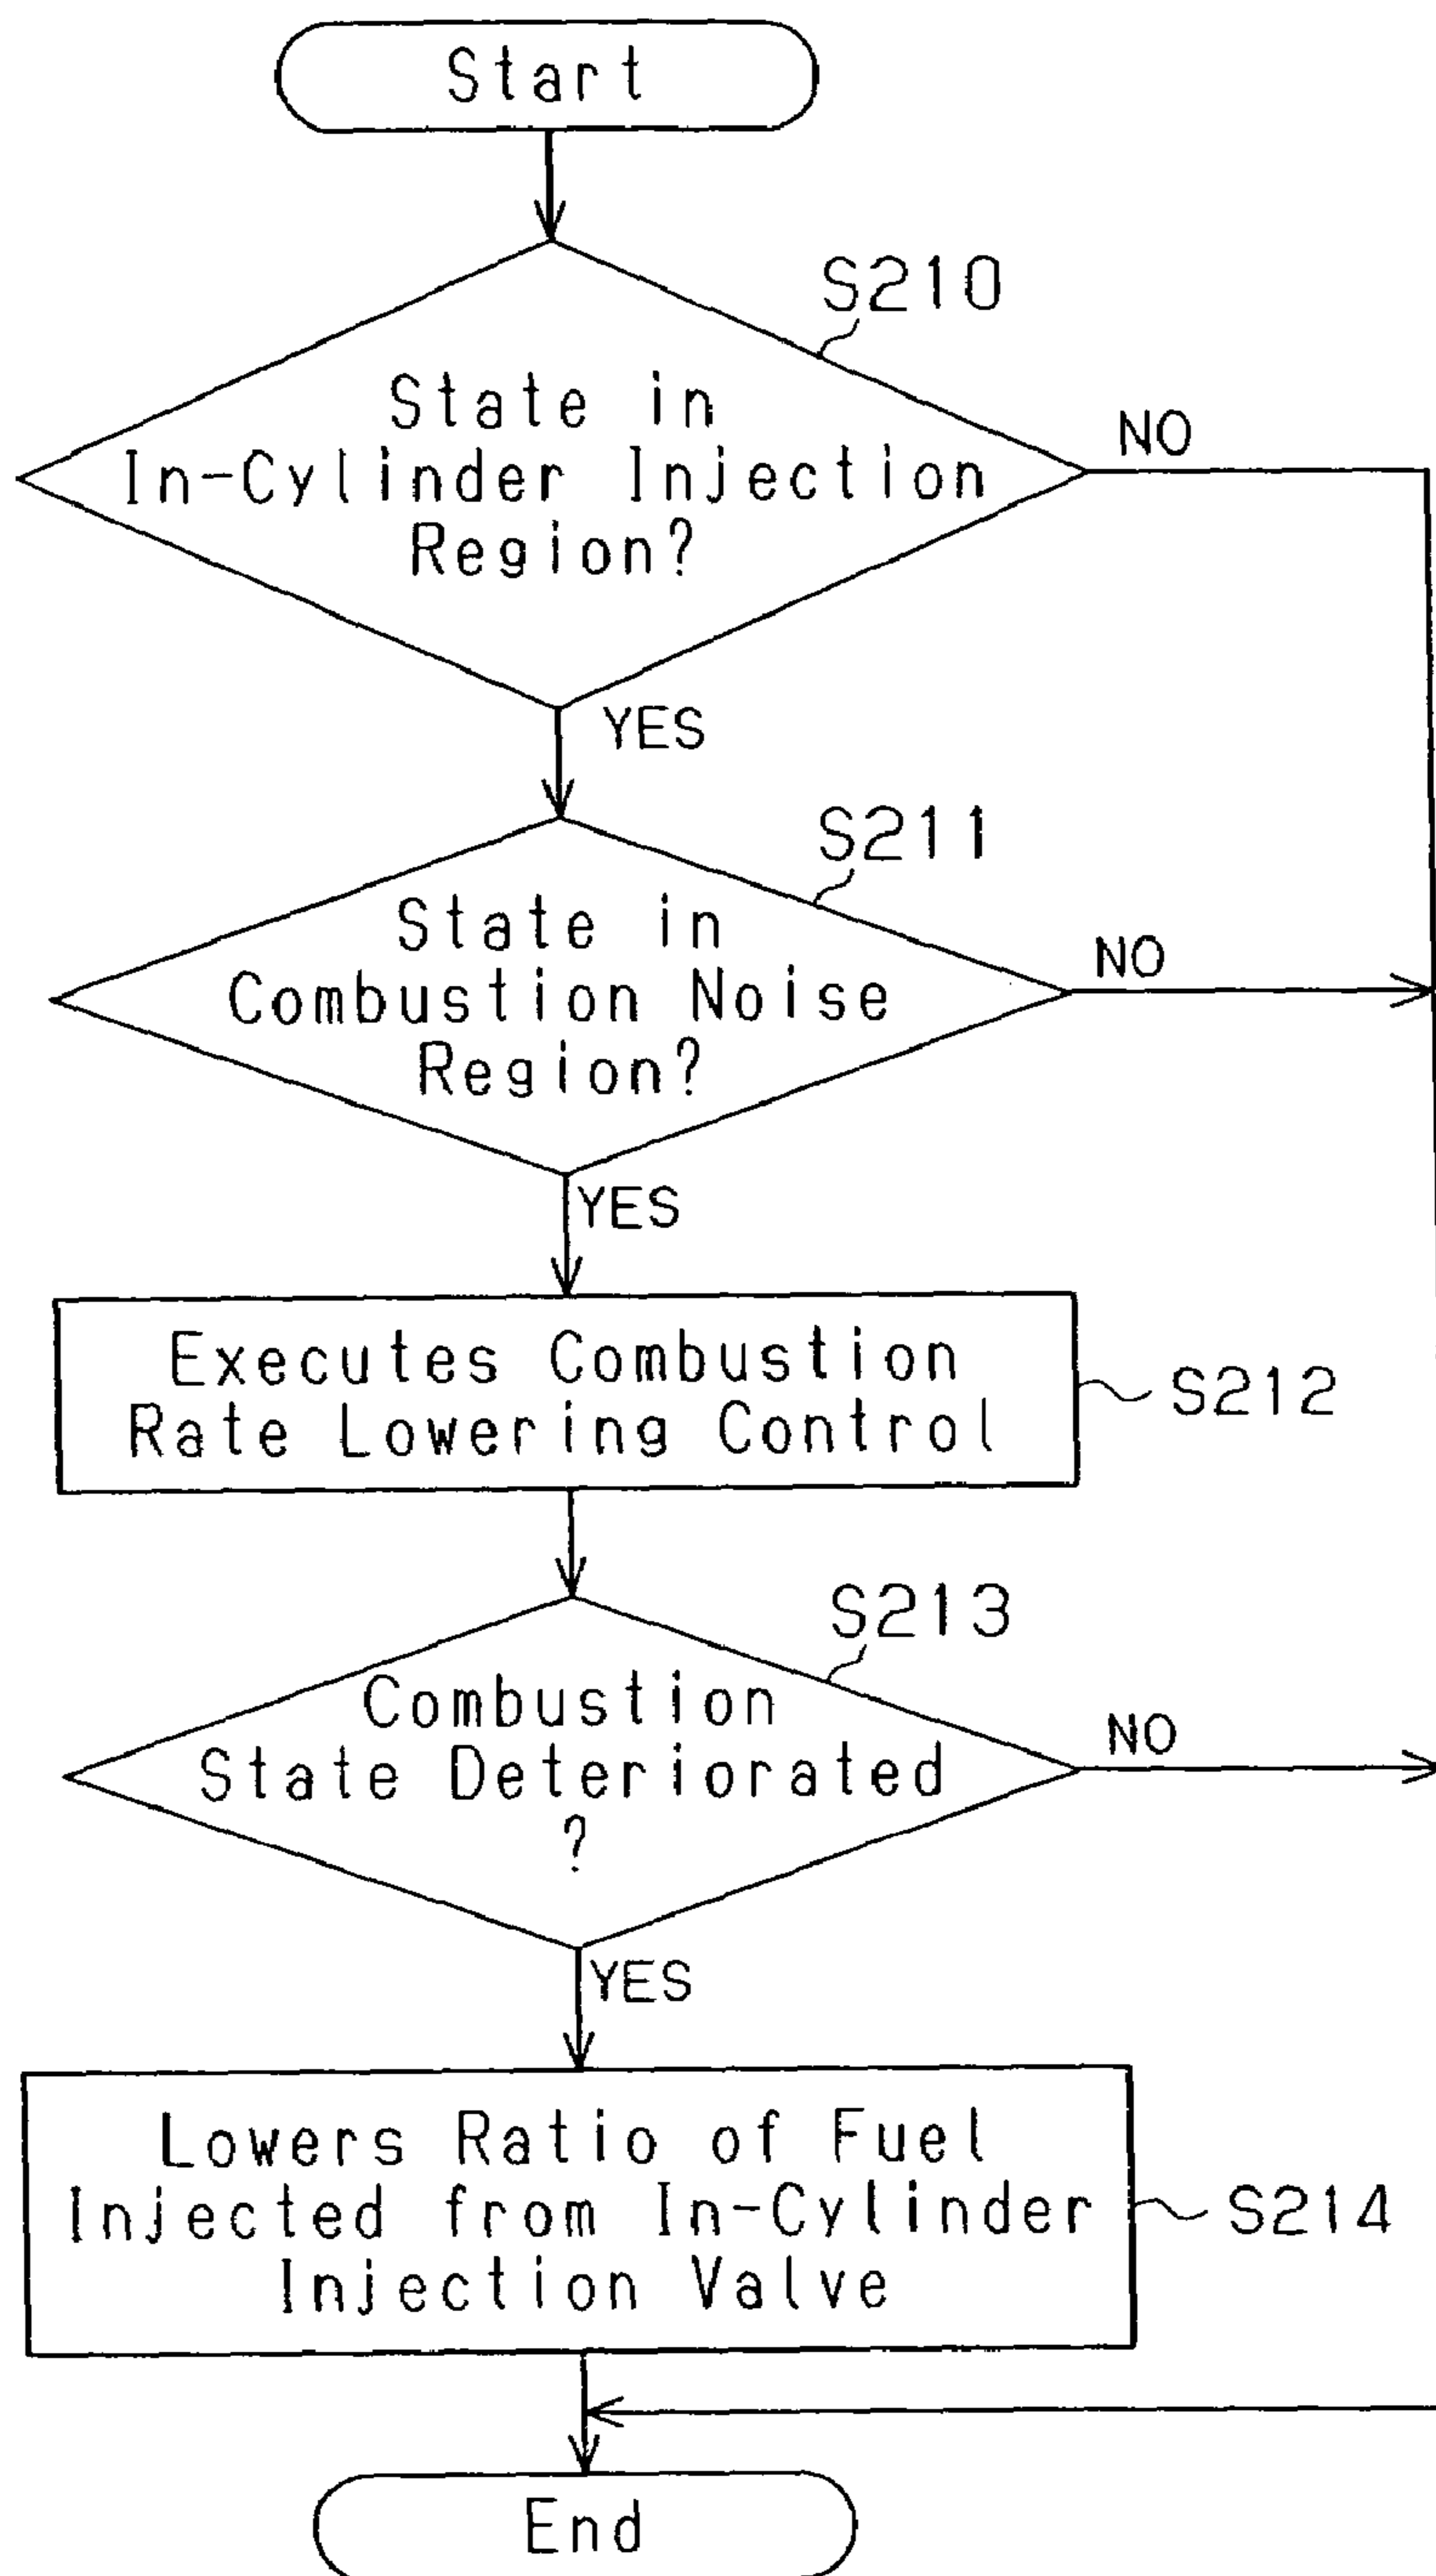 Start
S210
State in
In-Cylinder Injection
Region?
NO
YES
S211
State in
Combustion Noise
Region?
NO
YES
Executes Combustion
Rate Lowering Control
S212
S213
Combustion
State Deteriorated
?
NO
YES
Lowers Ratio of Fuel
Injected from In-Cylinder
Injection Valve
S214
End